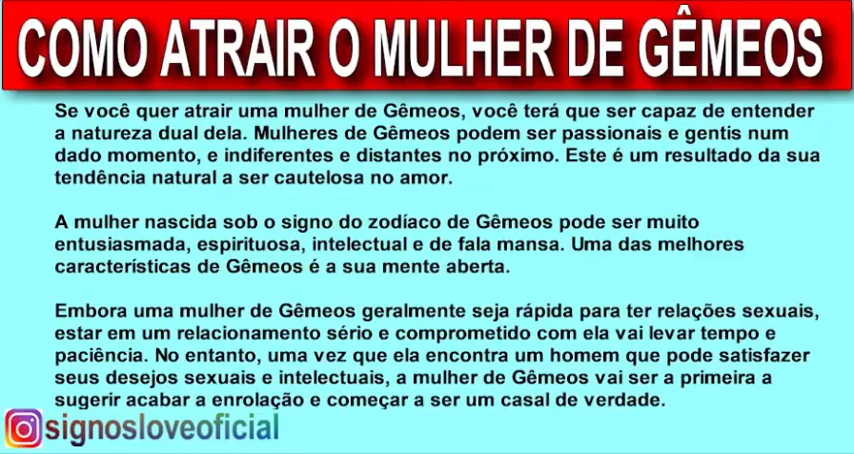 COMO ATRAIR O MULHER DE GÊMEOS
Se você quer atrair uma mulher de Gêmeos, você terá que ser capaz de entender
a natureza dual dela. Mulheres de Gêmeos podem ser passionais e gentis num
dado momento, e indiferentes e distantes no próximo. Este é um resultado da sua
tendência natural a ser cautelosa no amor.
A mulher nascida sob o signo do zodíaco de Gêmeos pode ser muito
entusiasmada, espirituosa, intelectual e de fala mansa. Uma das melhores
características de Gêmeos é a sua mente aberta.
Embora uma mulher de Gêmeos geralmente seja rápida para ter relações sexuais,
estar em um relacionamento sério e comprometido com ela vai levar tempo e
paciência. No entanto, uma vez que ela encontra um homem que pode satisfazer
seus desejos sexuais e intelectuais, a mulher de Gêmeos vai ser a primeira a
sugerir acabar a enrolação e começar a ser um casal de verdade.
@signosloveoficial